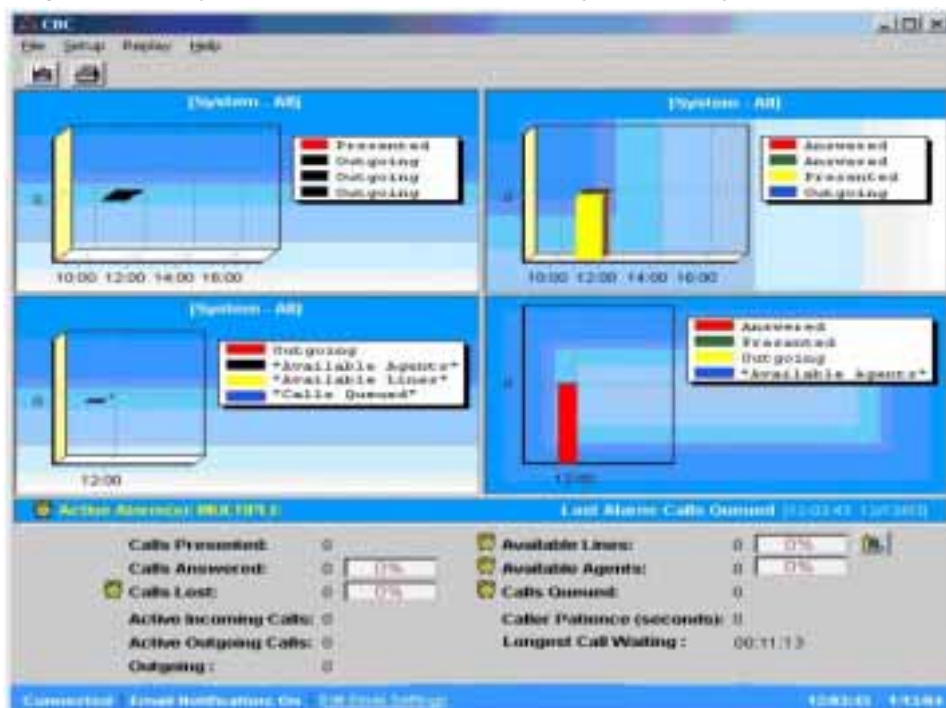 CBC
File Setup Replay Help
[System - All]
Presented
Outgoing
Outgoing
Outgoing
0
10:00 12:00 14:00 16:00
[System - All]
Answered
Answered
Presented
Outgoing
0
10:00 12:00 14:00 16:00
[System - All]
Outgoing
*Available Agents*
*Available Lines*
*Calls Queued*
0
12:00
Answered
Presented
Outgoing
*Available Agents*
0
12:00
Active Alarm(s): MULTIPLE
Last Alarm: Calls Queued
Calls Presented: 0
Calls Answered: 0 0%
Calls Lost: 0 0%
Active Incoming Calls: 0
Active Outgoing Calls: 0
Outgoing : 0
Available Lines: 0 0%
Available Agents: 0 0%
Calls Queued: 0
Caller Patience (seconds): 0
Longest Call Waiting : 00:11:13
Connected Email Notifications On Edit Email Settings